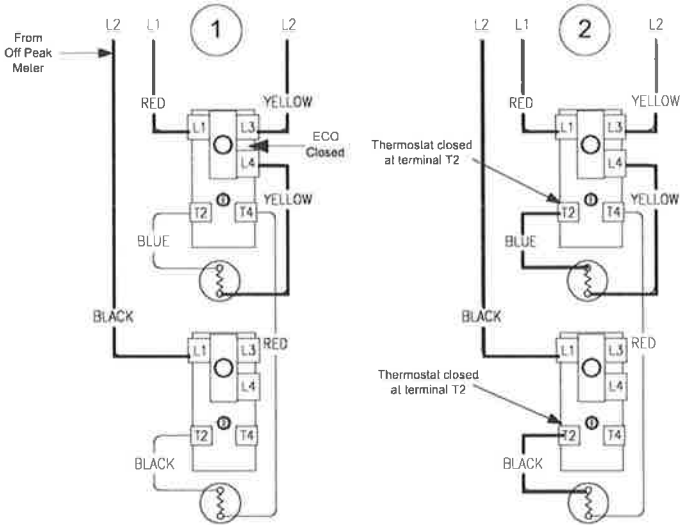 L2 L1 1 L2
From
Off Peak
Meter
RED YELLOW
L1 L3
ECO
Closed
L4
YELLOW
T2 T4
BLUE
BLACK
RED
L1 L3
L4
T2 T4
BLACK
L2 L1 2 L2
RED YELLOW
L1 L3
Thermostat closed
at terminal T2
L4
YELLOW
T2 T4
BLUE
BLACK
RED
L1 L3
Thermostat closed
at terminal T2
L4
T2 T4
BLACK